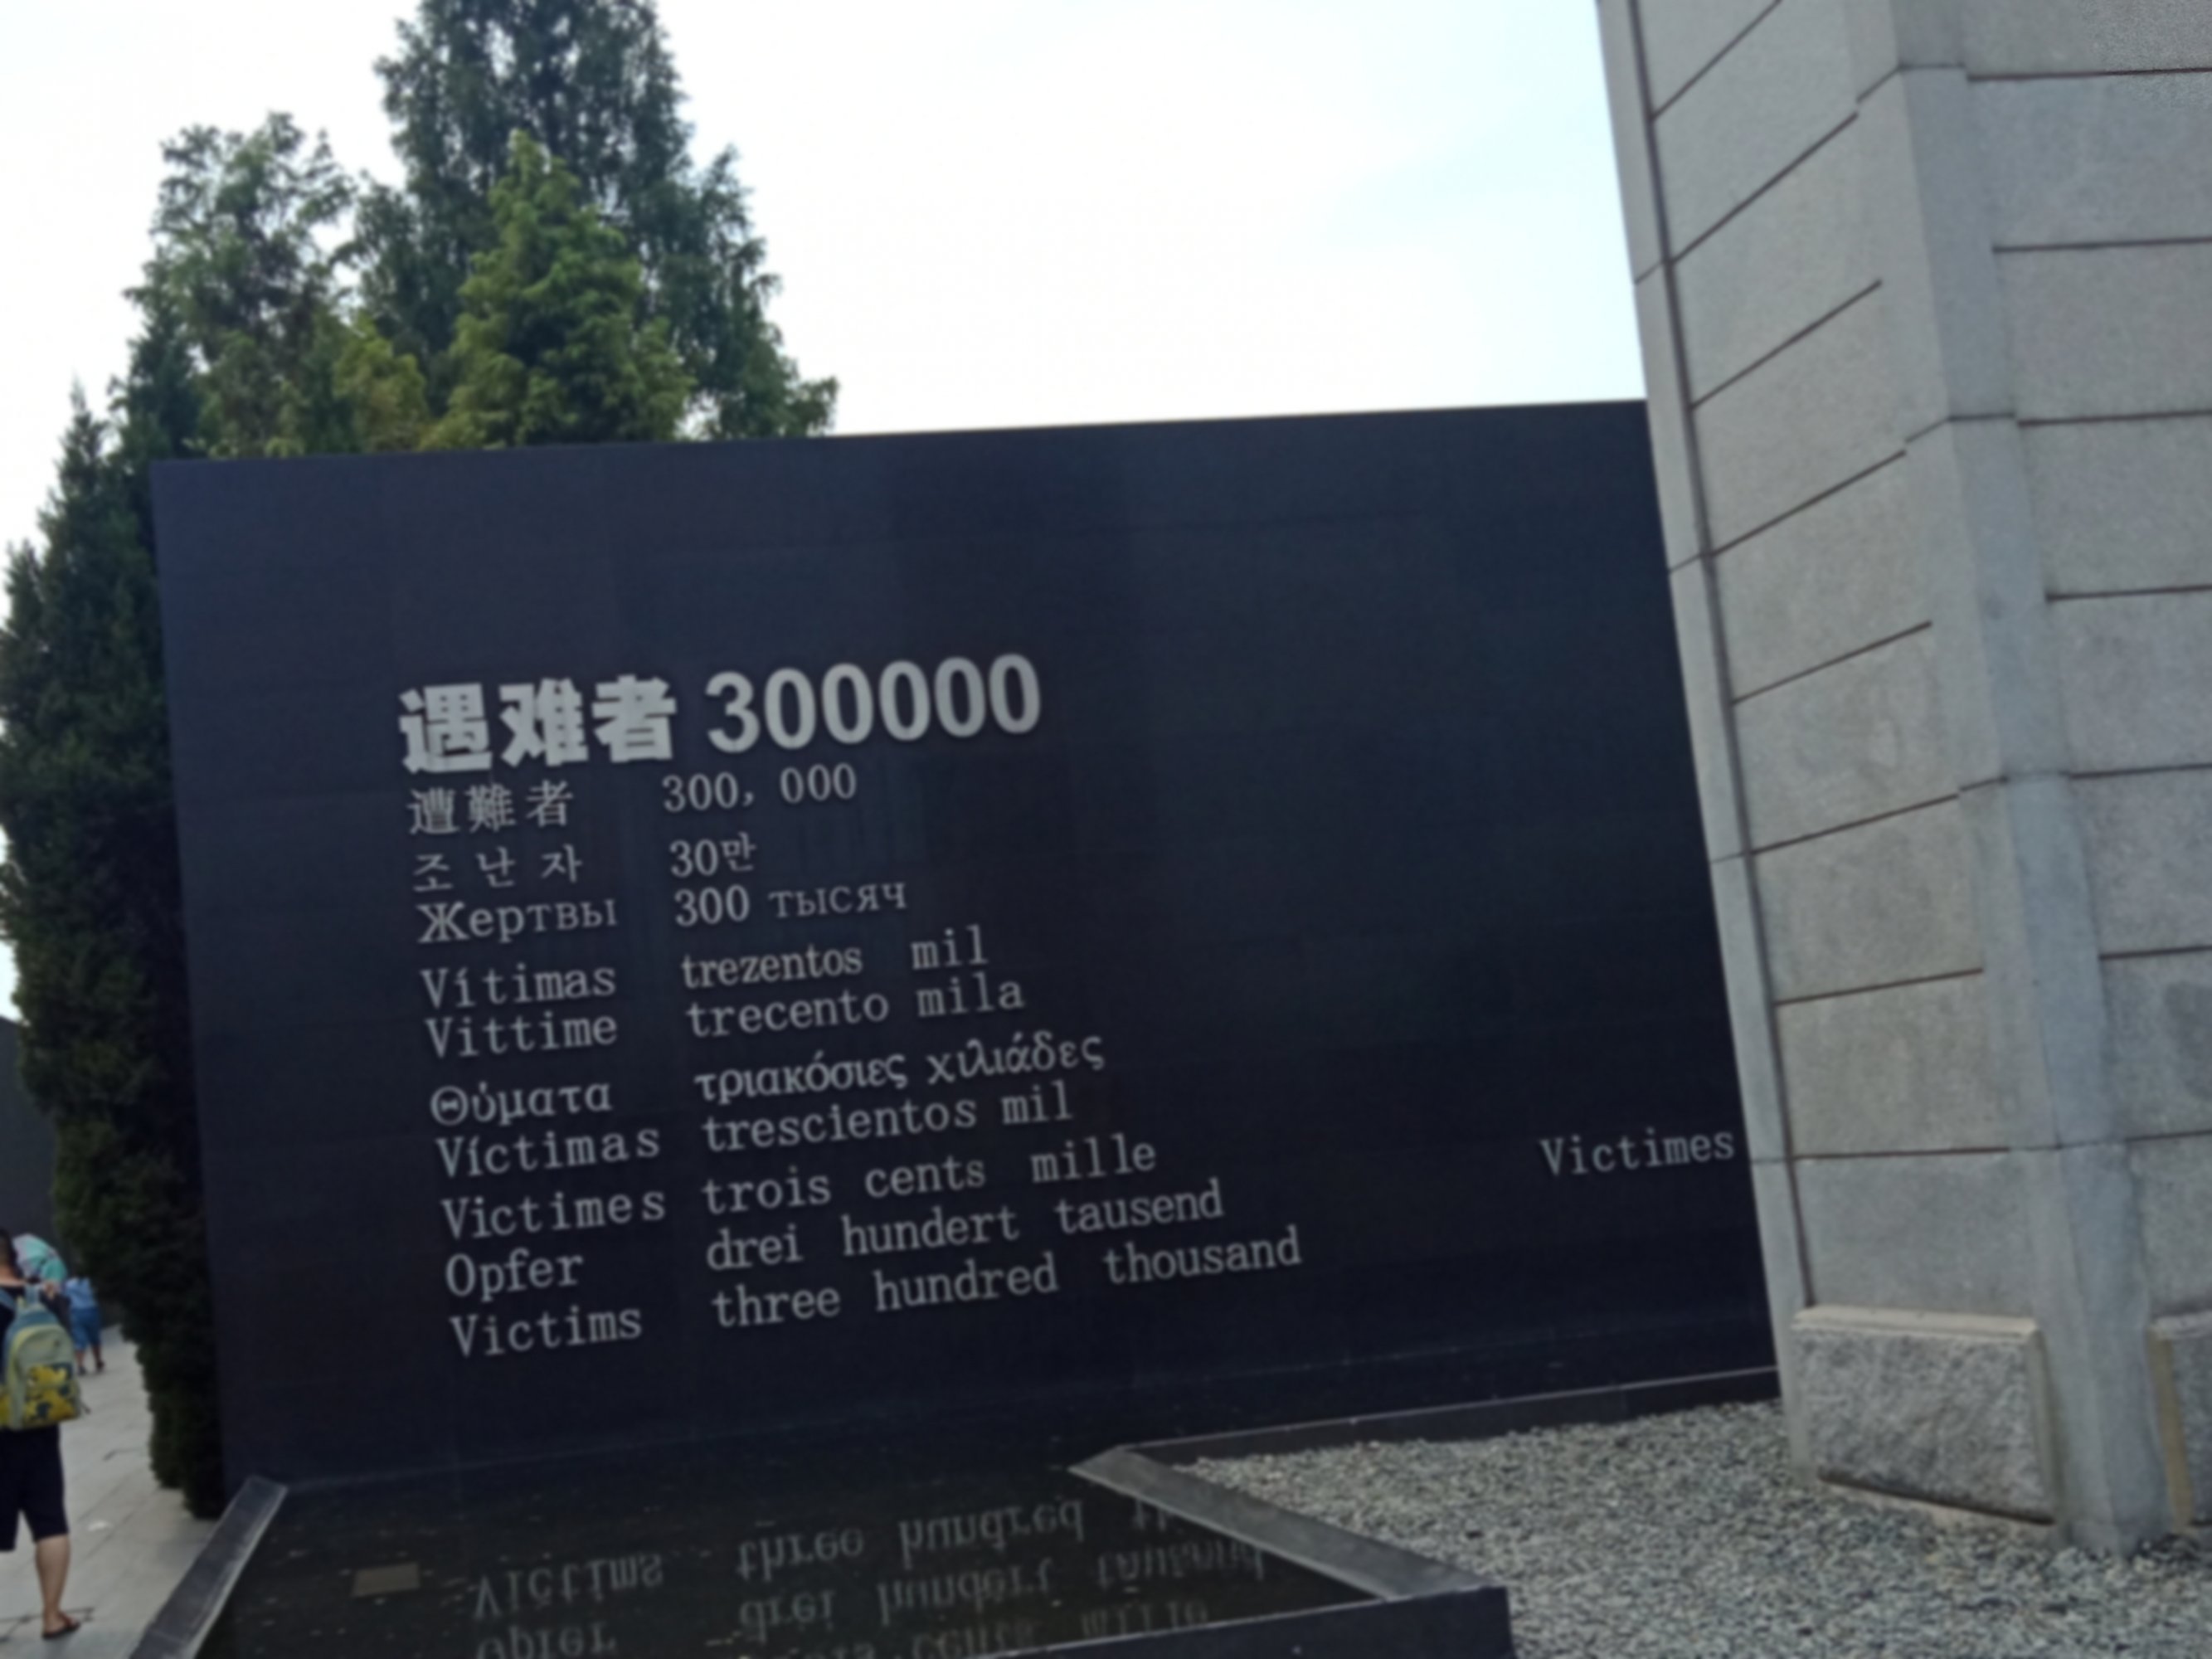 遇难者 300000
遭難者 300, 000
조난자 30만
Жертвы 300 тысяч
Vítimas trezentos mil
Vittime trecento mila
Θύματα τριακόσιες χιλιάδες
Víctimas trescientos mil
Victimes trois cents mille
Opfer drei hundert tausend
Victims three hundred thousand
Victimes